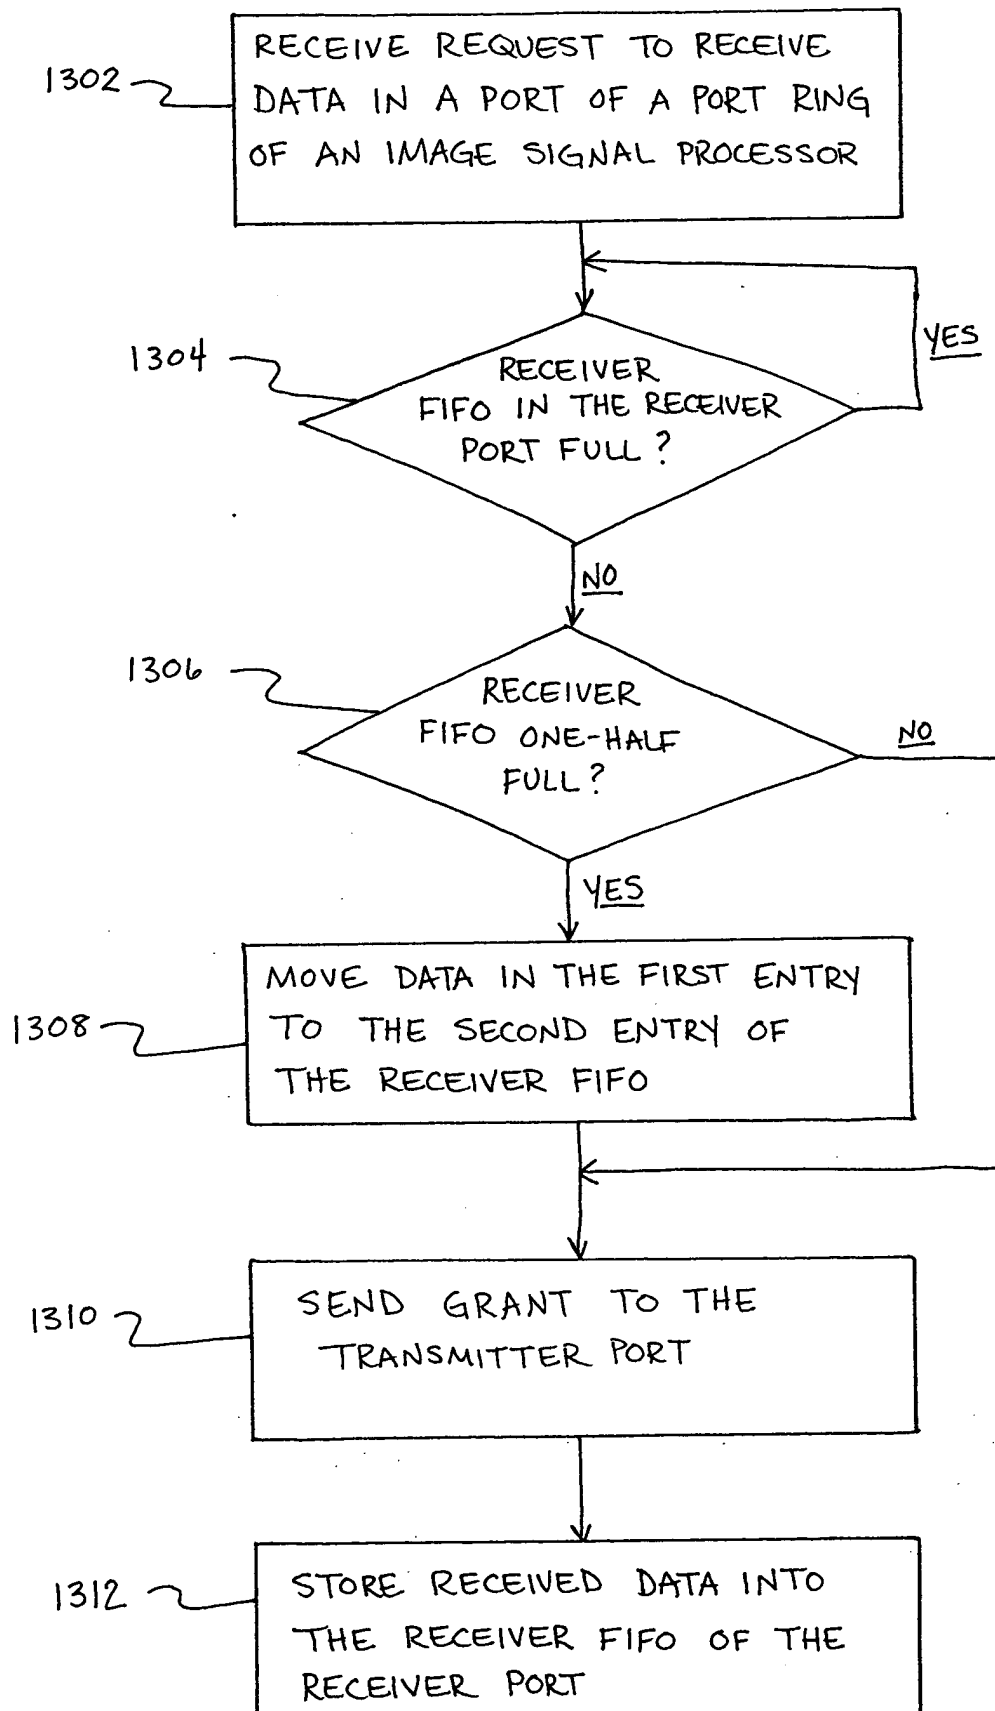 1302
RECEIVE REQUEST TO RECEIVE
DATA IN A PORT OF A PORT RING
OF AN IMAGE SIGNAL PROCESSOR
YES
1304
RECEIVER
FIFO IN THE RECEIVER
PORT FULL?
NO
1306
RECEIVER
FIFO ONE-HALF
FULL?
NO
YES
1308
MOVE DATA IN THE FIRST ENTRY
TO THE SECOND ENTRY OF
THE RECEIVER FIFO
1310
SEND GRANT TO THE
TRANSMITTER PORT
1312
STORE RECEIVED DATA INTO
THE RECEIVER FIFO OF THE
RECEIVER PORT